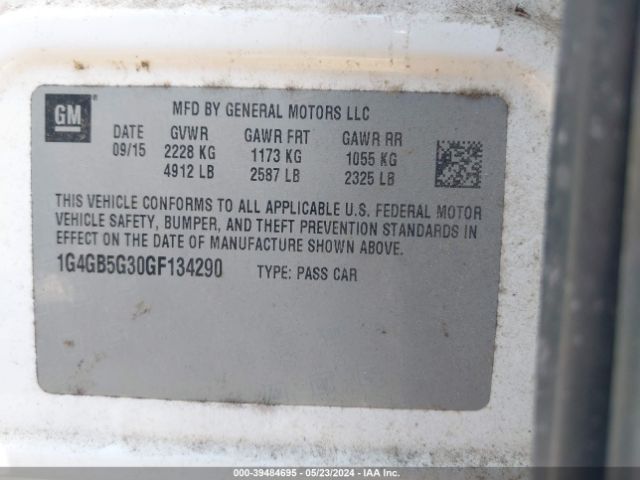 GM
MFD BY GENERAL MOTORS LLC
DATE GVWR GAWR FRT GAWR RR
09/15 2228 KG 1173 KG 1055 KG
4912 LB 2587 LB 2325 LB
THIS VEHICLE CONFORMS TO ALL APPLICABLE U.S. FEDERAL MOTOR
VEHICLE SAFETY, BUMPER, AND THEFT PREVENTION STANDARDS IN
EFFECT ON THE DATE OF MANUFACTURE SHOWN ABOVE.
1G4GB5G30GF134290 TYPE: PASS CAR
000-39484695 - 05/23/2024 - IAAI.COM